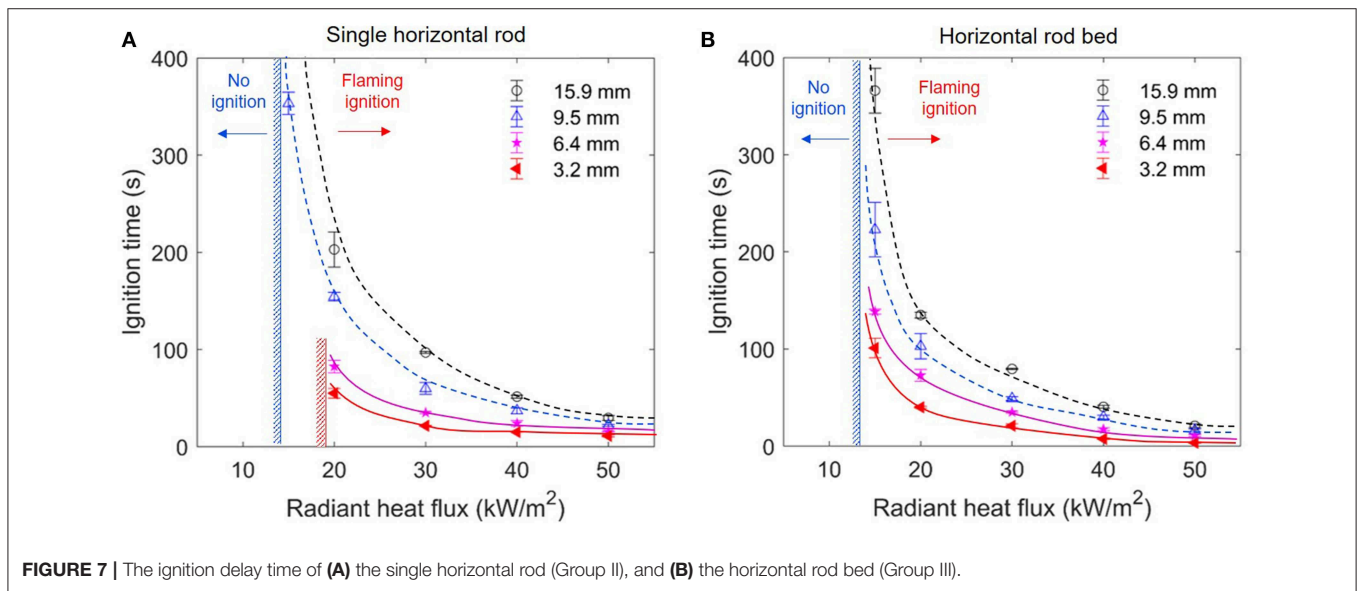 A
Single horizontal rod
400
300
200
100
0
10
20
30
40
50
Ignition time (s)
Radiant heat flux (kW/m²)
No
ignition
Flaming
ignition
15.9 mm
9.5 mm
6.4 mm
3.2 mm
B
Horizontal rod bed
400
300
200
100
0
10
20
30
40
50
Ignition time (s)
Radiant heat flux (kW/m²)
No
ignition
Flaming
ignition
15.9 mm
9.5 mm
6.4 mm
3.2 mm
FIGURE 7 | The ignition delay time of (A) the single horizontal rod (Group II), and (B) the horizontal rod bed (Group III).